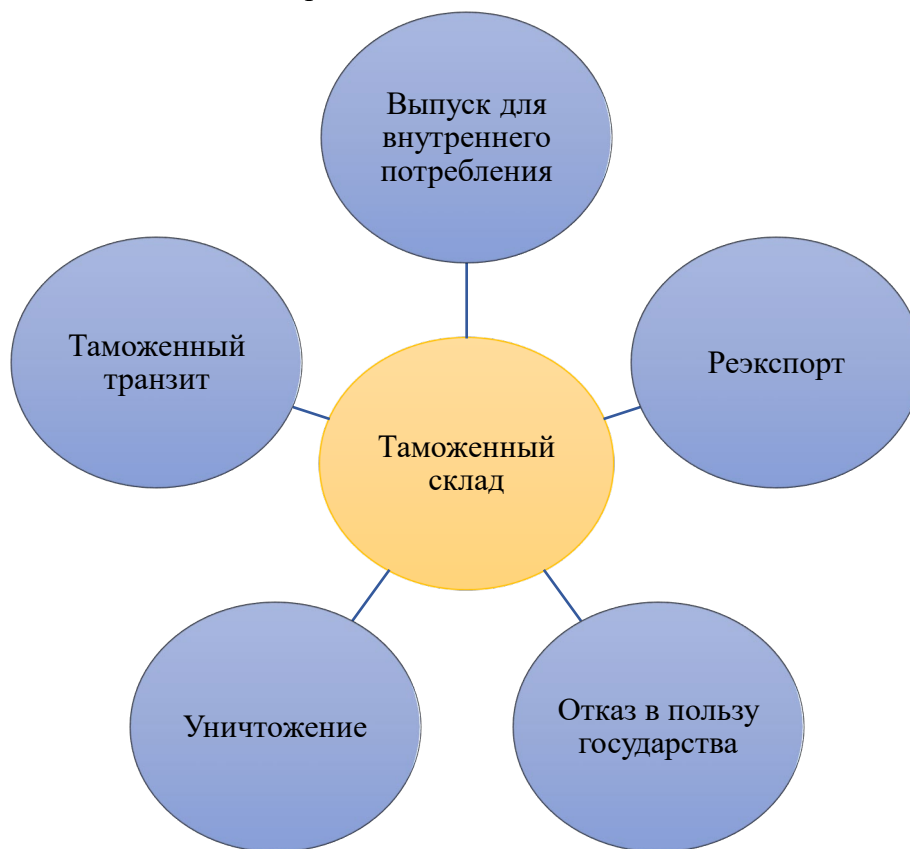 Выпуск для
внутреннего
потребления
Таможенный
транзит
Реэкспорт
Таможенный
склад
Уничтожение
Отказ в пользу
государства